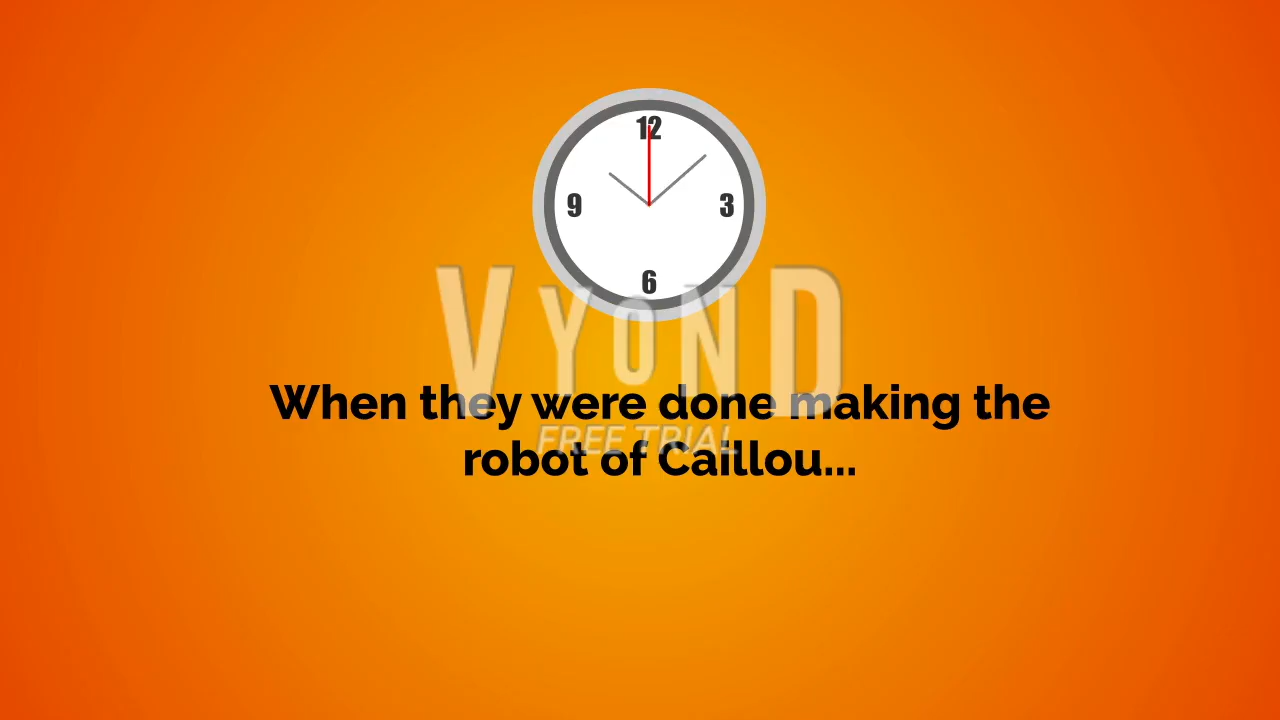 12
9 3
6
VYOND
FREE TRIAL
When they were done making the
robot of Caillou...